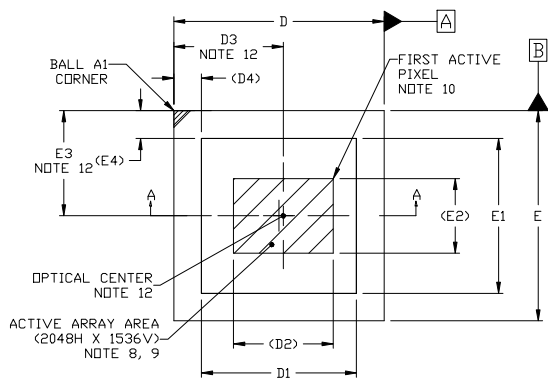 D
A
D3
NOTE 12
BALL A1
CORNER
(D4)
FIRST ACTIVE
PIXEL
NOTE 10
B
E3
NOTE 12
(E4)
A
A
(E2)
E1
E
OPTICAL CENTER
NOTE 12
ACTIVE ARRAY AREA
(2048H X 1536V)
NOTE 8, 9
(D2)
D1